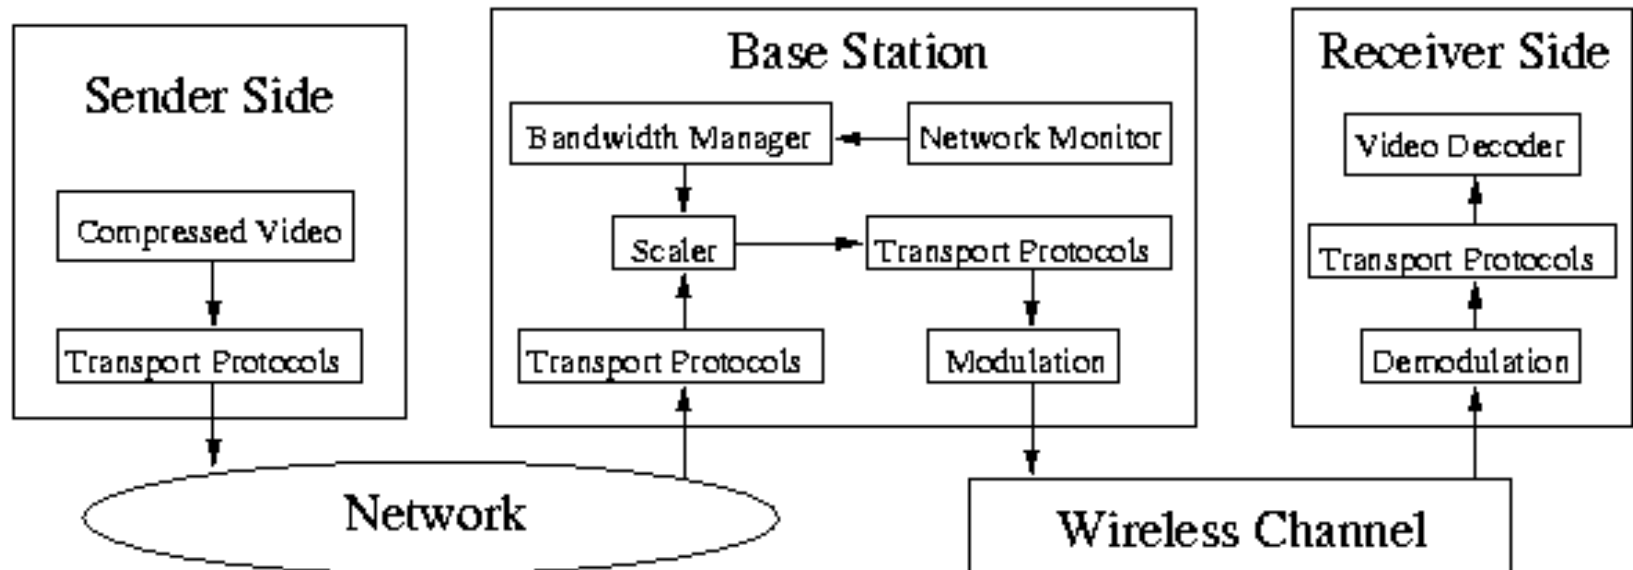 Sender Side
Compressed Video
Transport Protocols
Network
Base Station
Bandwidth Manager
Network Monitor
Scaler
Transport Protocols
Transport Protocols
Modulation
Wireless Channel
Receiver Side
Video Decoder
Transport Protocols
Demodulation